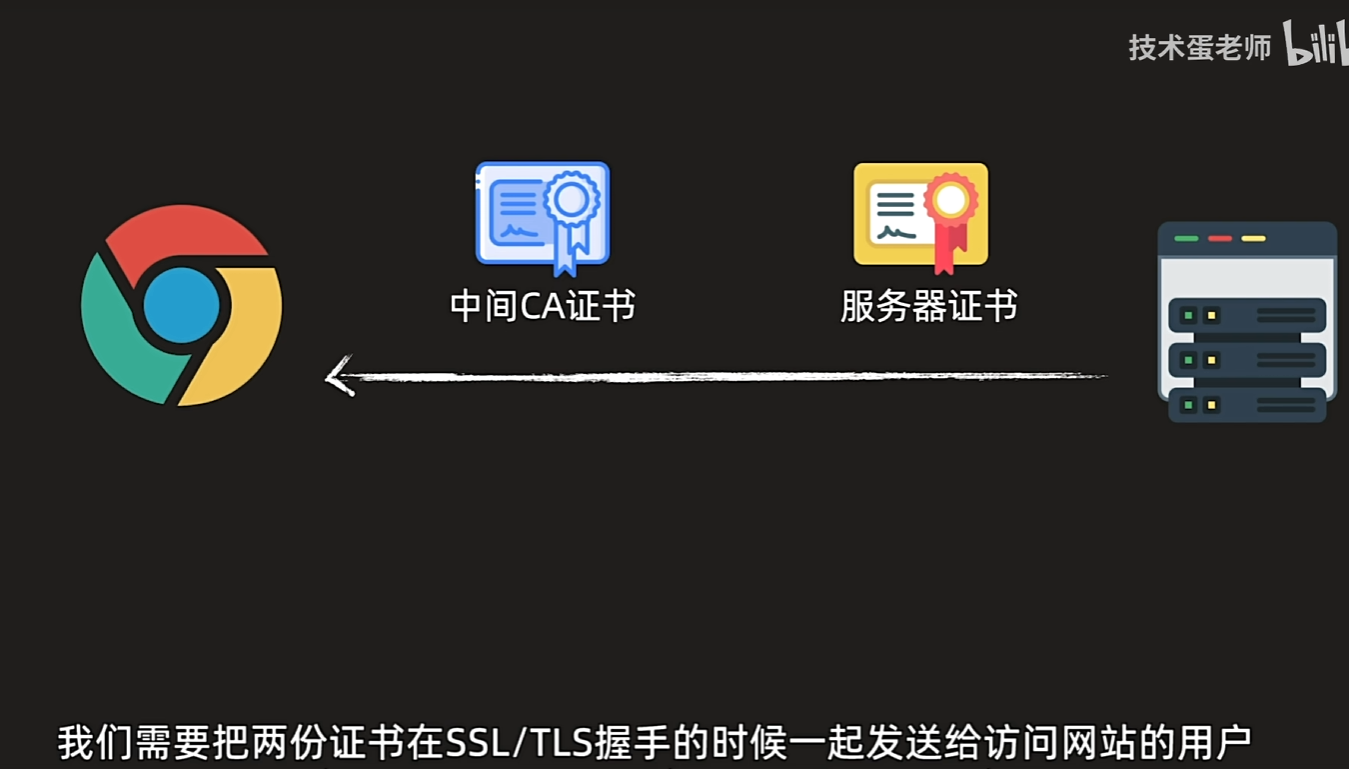 技术蛋老师 bilib
中间CA证书
服务器证书
我们需要把两份证书在SSL/TLS握手的时候一起发送给访问网站的用户